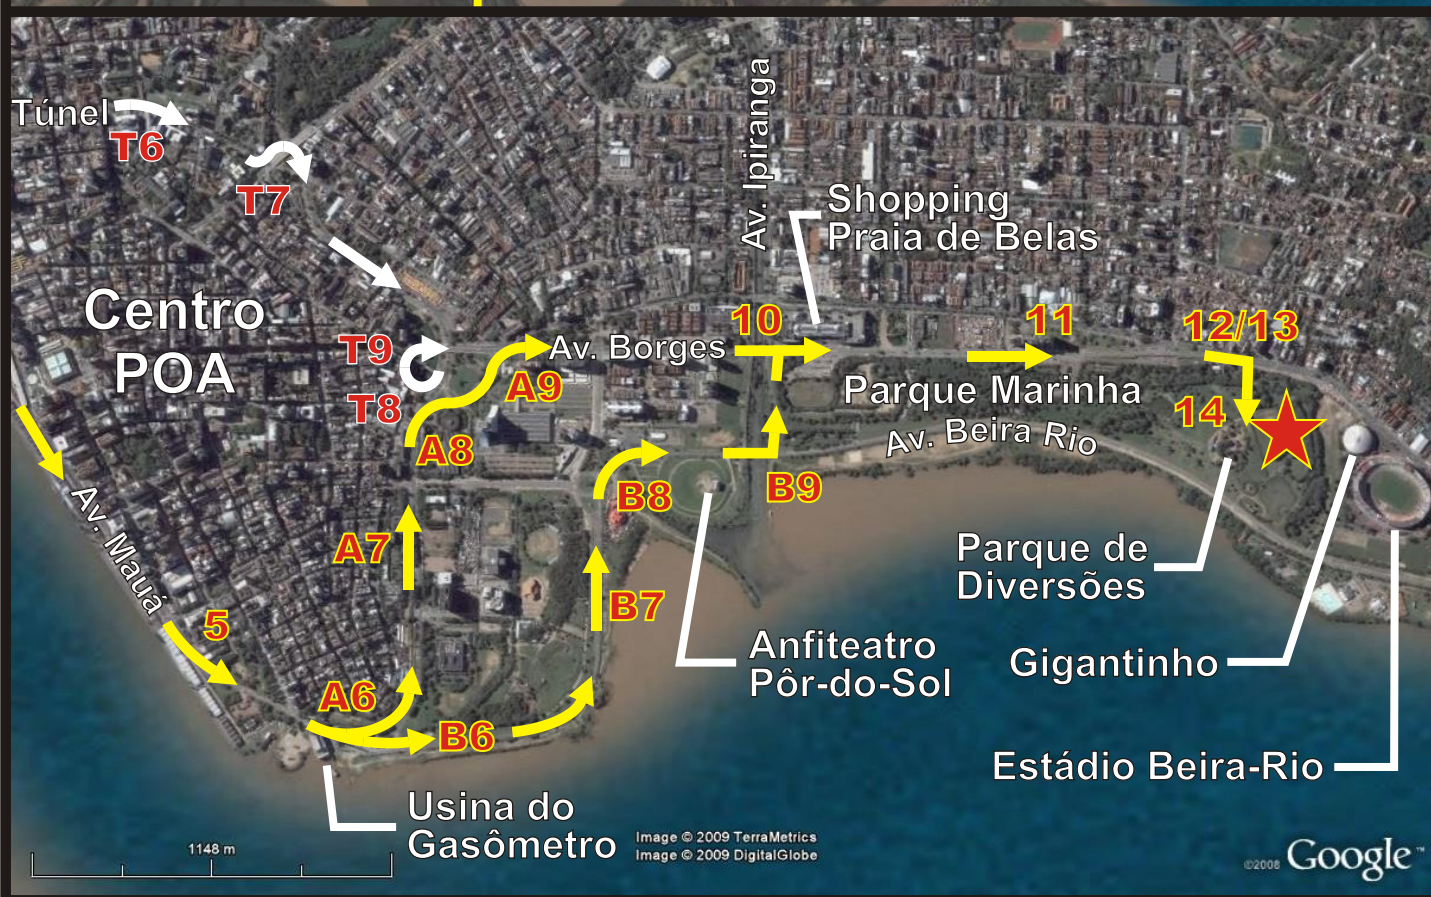 Túnel
T6
T7
Av. Ipiranga
Shopping
Praia de Belas
Centro
POA
T9
T8
A9
Av. Borges
10
11
12/13
14
Parque Marinha
Av. Beira Rio
A8
B8
B9
Av. Mauá
A7
B7
5
A6
B6
Parque de
Diversões
Anfiteatro
Pôr-do-Sol
Gigantinho
Estádio Beira-Rio
Usina do
Gasômetro
1148 m
Image © 2009 TerraMetrics
Image © 2009 DigitalGlobe
©2008 Google™